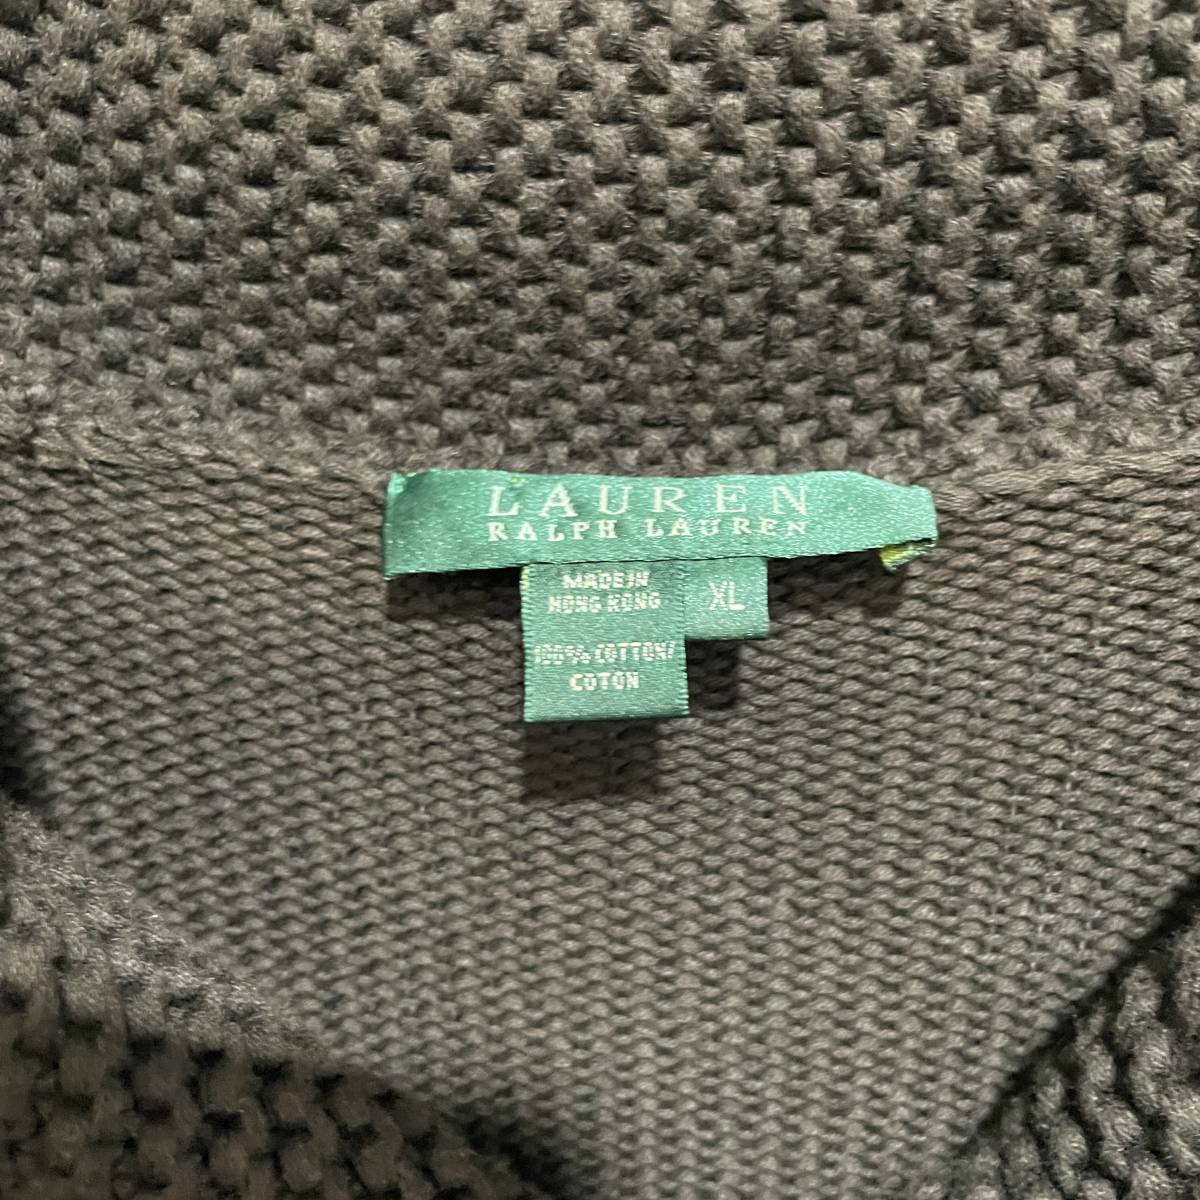 LAUREN
RALPH LAUREN
MADE IN
HONG KONG
XL
100% COTTON/
COTON